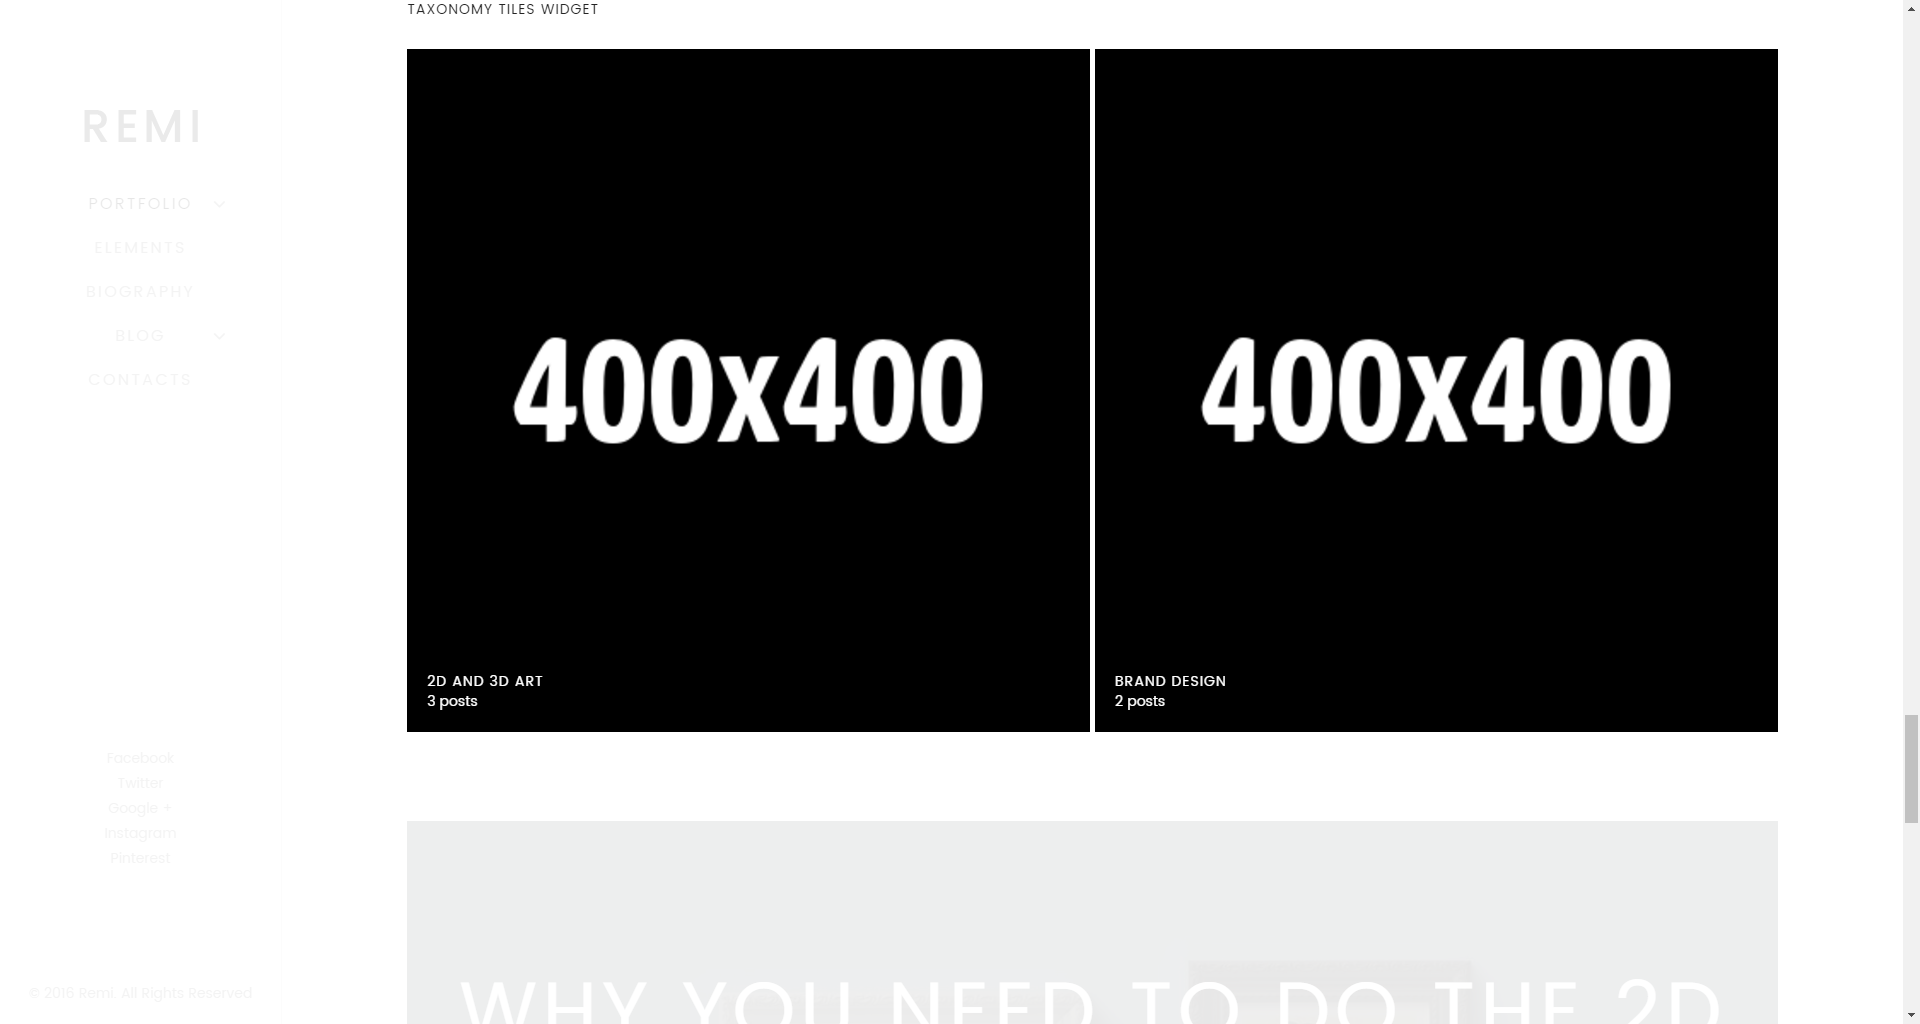 TAXONOMY TILES WIDGET
REMI
PORTFOLIO
ELEMENTS
BIOGRAPHY
BLOG
CONTACTS
400x400
400x400
2D AND 3D ART
3 posts
BRAND DESIGN
2 posts
Facebook
Twitter
Google +
Instagram
Pinterest
© 2016 Remi. All Rights Reserved
WHY YOU NEED TO DO THE 2D